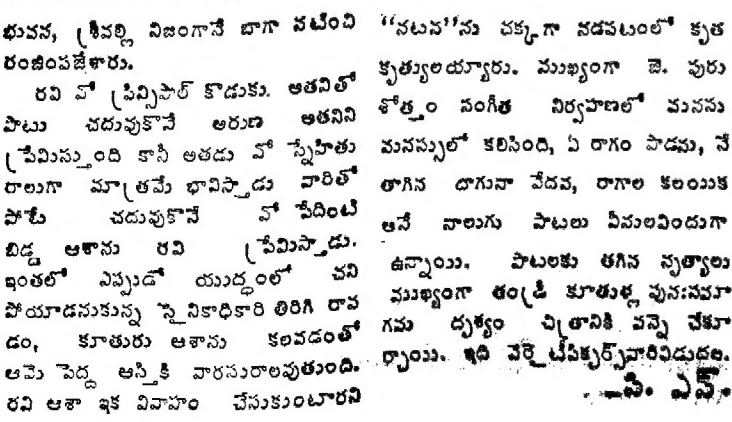 భువన, శ్రీవల్లి నిజంగానే బాగా నటించి
రంజింపజేశారు.
రవి వో ప్రిన్సిపాల్ కొడుకు. అతనితో
పాటు చదువుకొనే అరుణ అతనిని
ప్రేమిస్తుంది కానీ అతడు వో స్నేహితు
రాలుగా మాత్రమే భావిస్తాడు వారితో
పాటే చదువుకొనే వో పేదింటి
బిడ్డ ఆశాను రవి ప్రేమిస్తాడు.
ఇంతలో ఎప్పుడో యుద్ధంలో చని
పోయాడనుకున్న సైనికాధికారి తిరిగి రావ
డం, కూతురు ఆశాను కలవడంతో
ఆమె పెద్ద ఆస్తికి వారసురాలవుతుంది.
రవి ఆశా ఇక వివాహం చేసుకుంటారని
“నటన”ను చక్కగా నడపటంలో కృత
కృత్యులయ్యారు. ముఖ్యంగా జె. పురు
శోత్తం సంగీత నిర్వహణలో మనసు
మనస్సులో కలిసింది, ఏ రాగం పాడను, నే
తాగిన దాగునా వేదవ, రాగాల కలయిక
అనే నాలుగు పాటలు వీనులవిందుగా
ఉన్నాయి. పాటలకు తగిన నృత్యాలు
ముఖ్యంగా తండ్రీ కూతుళ్ల పునఃసమా
గమ దృశ్యం చిత్రానికి వన్నె చేకూ
ర్చాయి. ఇది వెరైటీపిక్చర్స్‌వారివిడుదల.
_పి. ఎస్.